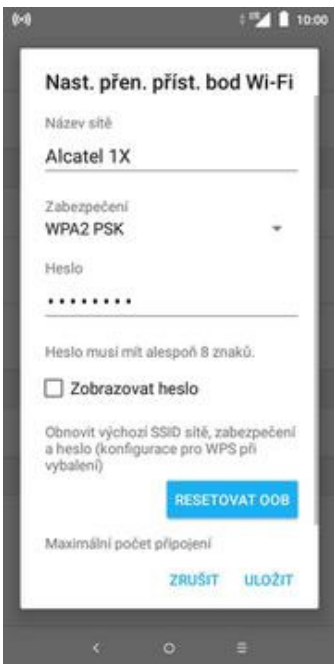 10:00
Nast. přen. příst. bod Wi-Fi
Název sítě
Alcatel 1X
Zabezpečení
WPA2 PSK
Heslo
••••••••
Heslo musí mít alespoň 8 znaků.
Zobrazovat heslo
Obnovit výchozí SSID sítě, zabezpečení
a heslo (konfigurace pro WPS při
vybalení)
RESETOVAT OOB
Maximální počet připojení
ZRUŠIT ULOŽIT